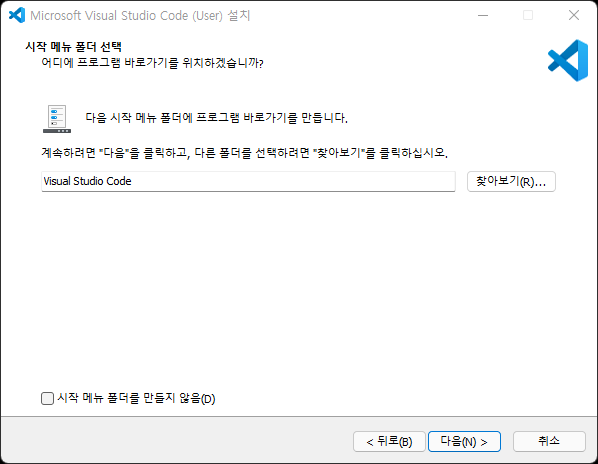 Microsoft Visual Studio Code (User) 설치
시작 메뉴 폴더 선택
어디에 프로그램 바로가기를 위치하겠습니까?
다음 시작 메뉴 폴더에 프로그램 바로가기를 만듭니다.
계속하려면 "다음"을 클릭하고, 다른 폴더를 선택하려면 "찾아보기"를 클릭하십시오.
Visual Studio Code
찾아보기(R)...
시작 메뉴 폴더를 만들지 않음(D)
< 뒤로(B)
다음(N) >
취소